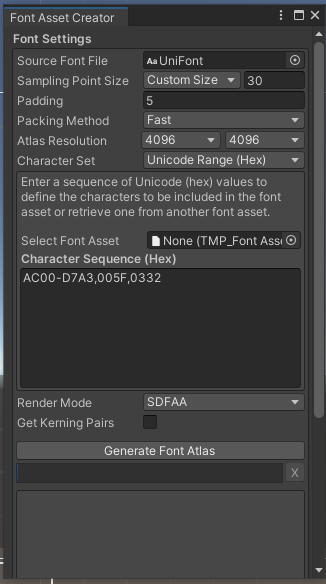 Font Asset Creator
Font Settings
Source Font File Aa UniFont
Sampling Point Size Custom Size 30
Padding 5
Packing Method Fast
Atlas Resolution 4096 4096
Character Set Unicode Range (Hex)
Enter a sequence of Unicode (hex) values to
define the characters to be included in the font
asset or retrieve one from another font asset.
Select Font Asset None (TMP_Font Ass
Character Sequence (Hex)
AC00-D7A3,005F,0332
Render Mode SDFAA
Get Kerning Pairs
Generate Font Atlas
X